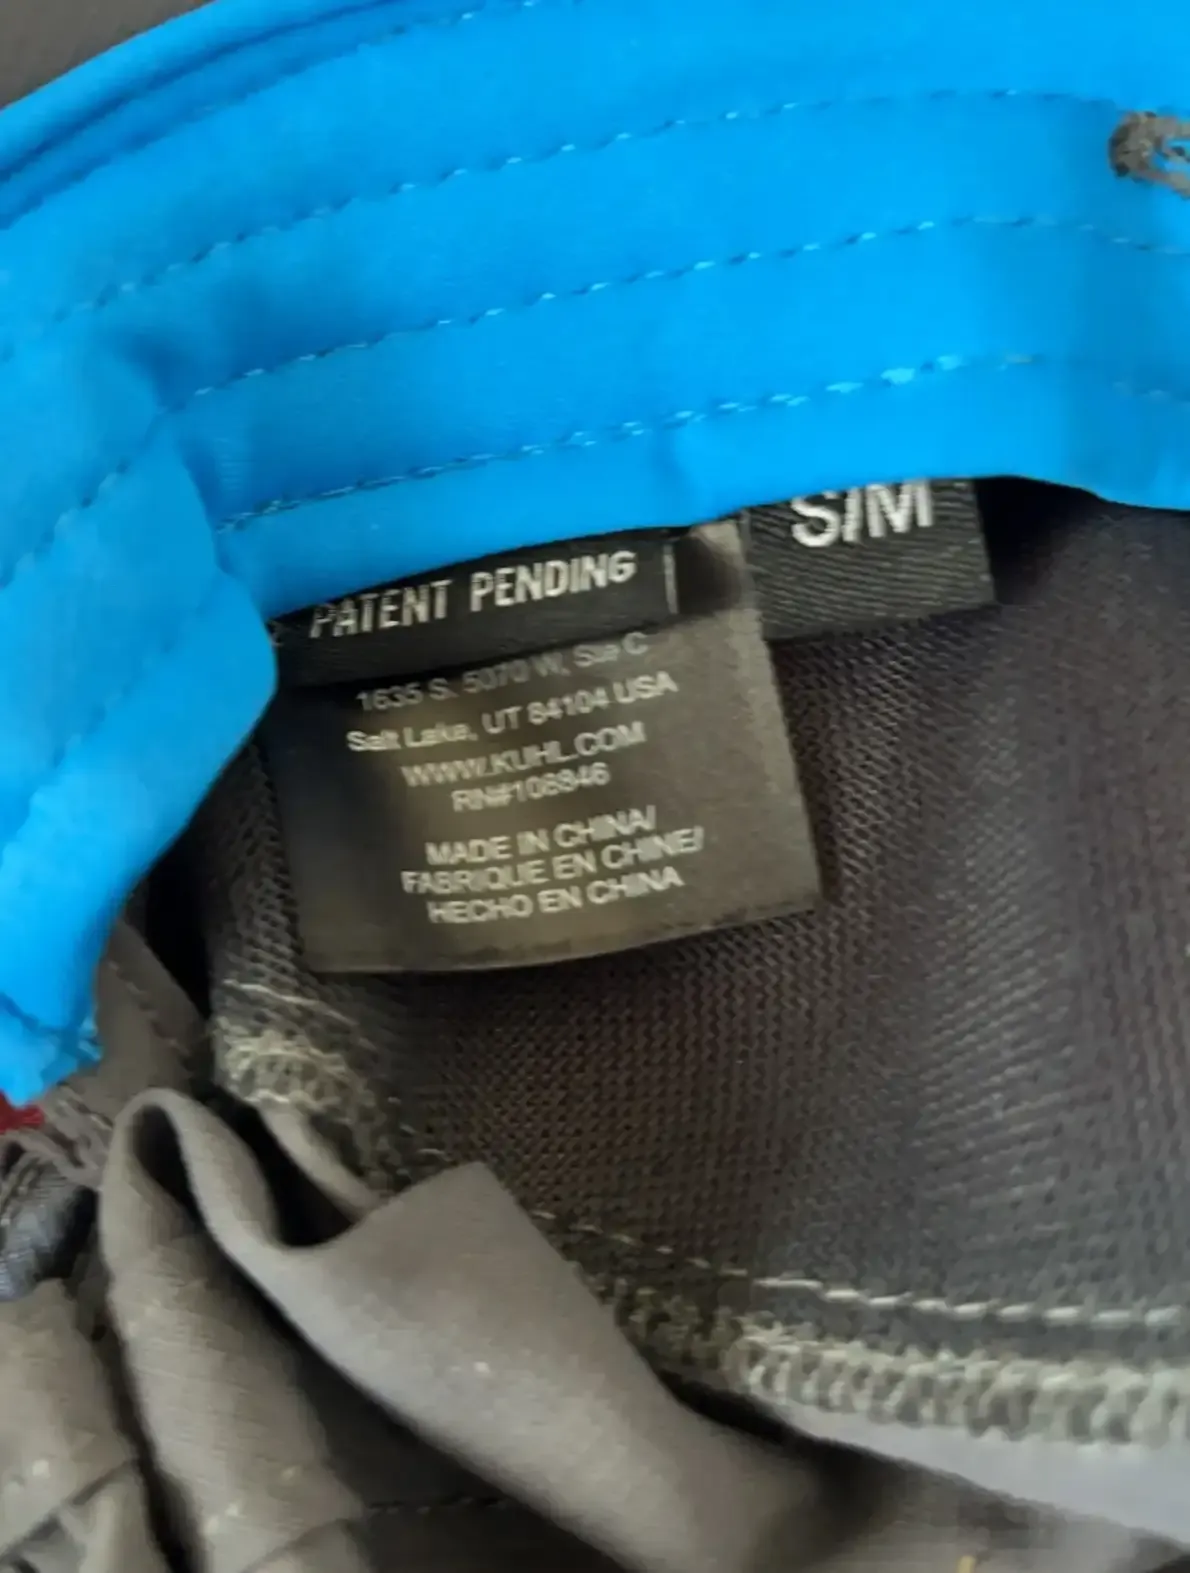 S/M
PATENT PENDING
1635 S. 5070 W, Ste C
Salt Lake, UT 84104 USA
WWW.KUHL.COM
RN#108846
MADE IN CHINA/
FABRIQUE EN CHINE/
HECHO EN CHINA